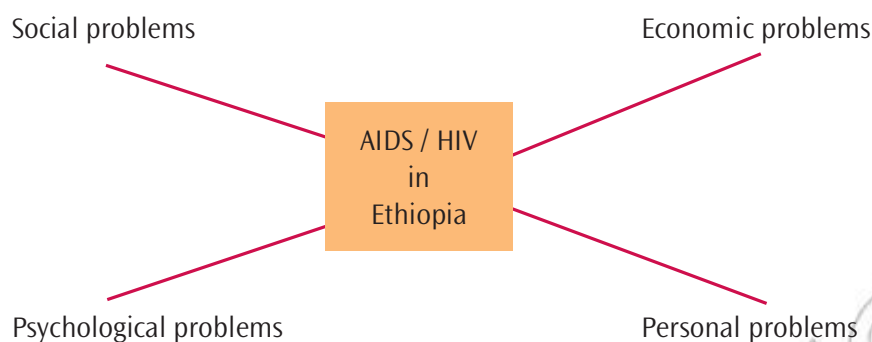 Social problems
Economic problems
AIDS / HIV
in
Ethiopia
Psychological problems
Personal problems